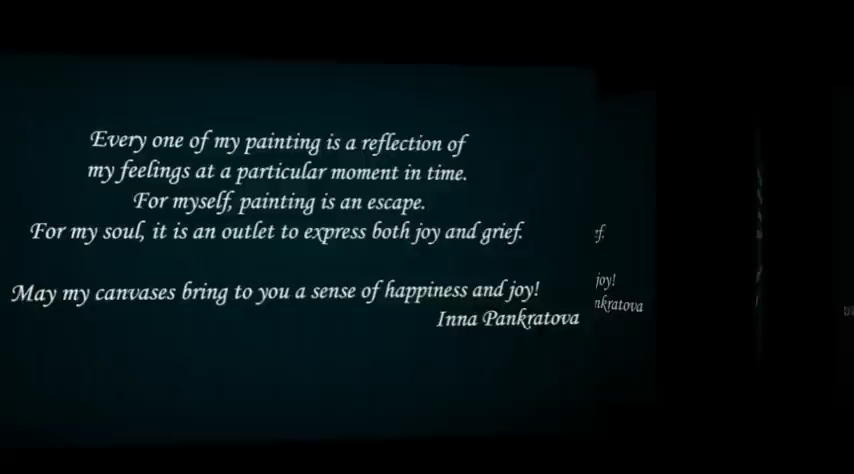 Every one of my painting is a reflection of
my feelings at a particular moment in time.
For myself, painting is an escape.
For my soul, it is an outlet to express both joy and grief.
May my canvases bring to you a sense of happiness and joy!
Inna Pankratova
joy!